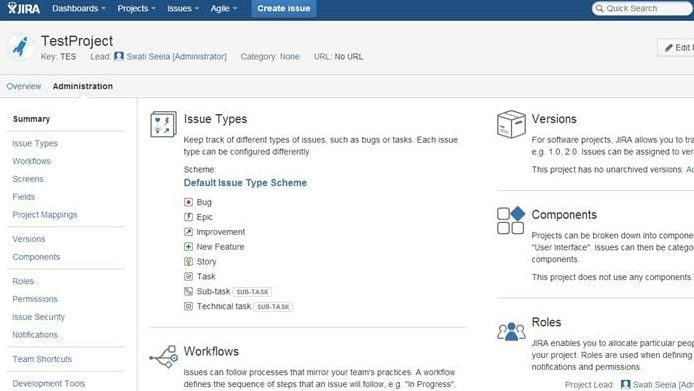 JIRA Dashboards Projects Issues Agile Create issue Quick Search
TestProject
Key: TES Lead: Swati Seela [Administrator] Category: None URL: No URL
Edit
Overview Administration
Summary
Issue Types
Workflows
Screens
Fields
Project Mappings
Versions
Components
Roles
Permissions
Issue Security
Notifications
Team Shortcuts
Development Tools
Issue Types
Keep track of different types of issues, such as bugs or tasks. Each issue
type can be configured differently.
Scheme:
Default Issue Type Scheme
Bug
Epic
Improvement
New Feature
Story
Task
Sub-task SUB-TASK
Technical task SUB-TASK
Workflows
Issues can follow processes that mirror your team's practices. A workflow
defines the sequence of steps that an issue will follow, e.g. "In Progress",
Versions
For software projects, JIRA allows you to tra
e.g. 1.0, 2.0. Issues can be assigned to ver
This project has no unarchived versions. Ad
Components
Projects can be broken down into compone
"User Interface". Issues can then be catego
components.
This project does not use any components.
Roles
JIRA enables you to allocate particular peop
your project. Roles are used when defining
notifications and permissions.
Project Lead: Swati Seela [Ad